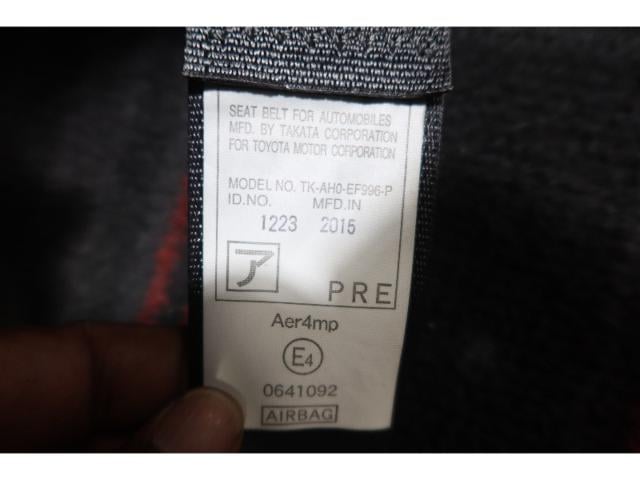 SEAT BELT FOR AUTOMOBILES
MFD. BY TAKATA CORPORATION
FOR TOYOTA MOTOR CORPORATION
MODEL NO. TK-AH0-EF996-P
ID.NO. MFD.IN
1223 2015
ア PRE
Aer4mp
E4
0641092
AIRBAG